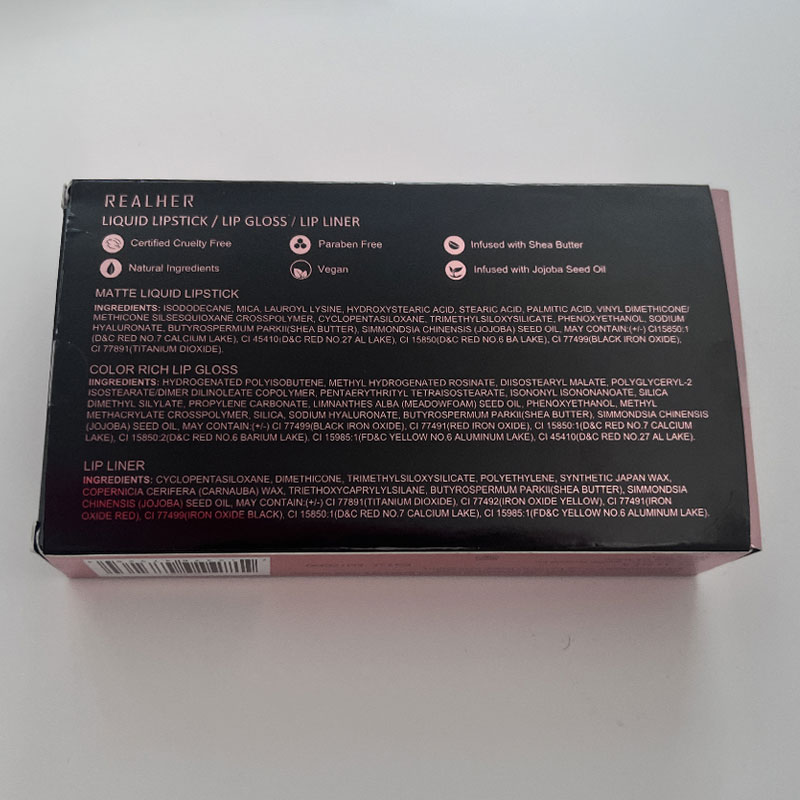 REALHER
LIQUID LIPSTICK / LIP GLOSS / LIP LINER
Certified Cruelty Free
Paraben Free
Infused with Shea Butter
Natural Ingredients
Vegan
Infused with Jojoba Seed Oil
MATTE LIQUID LIPSTICK
INGREDIENTS: ISODODECANE, MICA, LAUROYL LYSINE, HYDROXYSTEARIC ACID, STEARIC ACID, PALMITIC ACID, VINYL DIMETHICONE/
METHICONE SILSESQUIOXANE CROSSPOLYMER, CYCLOPENTASILOXANE, TRIMETHYLSILOXYSILICATE, PHENOXYETHANOL, SODIUM
HYALURONATE, BUTYROSPERMUM PARKII(SHEA BUTTER), SIMMONDSIA CHINENSIS (JOJOBA) SEED OIL, MAY CONTAIN:(+/-) CI15850:1
(D&C RED NO.7 CALCIUM LAKE), CI 45410(D&C RED NO.27 AL LAKE), CI 15850(D&C RED NO.6 BA LAKE), CI 77499(BLACK IRON OXIDE),
CI 77891(TITANIUM DIOXIDE).
COLOR RICH LIP GLOSS
INGREDIENTS: HYDROGENATED POLYISOBUTENE, METHYL HYDROGENATED ROSINATE, DIISOSTEARYL MALATE, POLYGLYCERYL-2
ISOSTEARATE/DIMER DILINOLEATE COPOLYMER, PENTAERYTHRITYL TETRAISOSTEARATE, ISONONYL ISONONANOATE, SILICA
DIMETHYL SILYLATE, PROPYLENE CARBONATE, LIMNANTHES ALBA (MEADOWFOAM) SEED OIL, PHENOXYETHANOL, METHYL
METHACRYLATE CROSSPOLYMER, SILICA, SODIUM HYALURONATE, BUTYROSPERMUM PARKII(SHEA BUTTER), SIMMONDSIA CHINENSIS
(JOJOBA) SEED OIL, MAY CONTAIN:(+/-) CI 77499(IRON OXIDE), CI 77491(RED IRON OXIDE), CI 15850:1(D&C RED NO.7 CALCIUM
LAKE), CI 15850:2(D&C RED NO.6 BARIUM LAKE). CI 15985:1(FD&C YELLOW NO.6 ALUMINUM LAKE), CI 45410(D&C RED NO.27 AL LAKE).
LIP LINER
INGREDIENTS: CYCLOPENTASILOXANE, DIMETHICONE, TRIMETHYLSILOXYSILICATE, POLYETHYLENE, SYNTHETIC JAPAN WAX,
COPERNICIA CERIFERA (CARNAUBA) WAX, TRIETHOXYCAPRYLYLSILANE, BUTYROSPERMUM PARKII(SHEA BUTTER), SIMMONDSIA
CHINENSIS (JOJOBA) SEED OIL, MAY CONTAIN:(+/-) CI 77891(TITANIUM DIOXIDE), CI 77492(IRON OXIDE YELLOW), CI 77491(IRON
OXIDE RED), CI 77499(IRON OXIDE BLACK), CI 15850:1(D&C RED NO.7 CALCIUM LAKE), CI 15985:1(FD&C YELLOW NO.6 ALUMINUM LAKE).